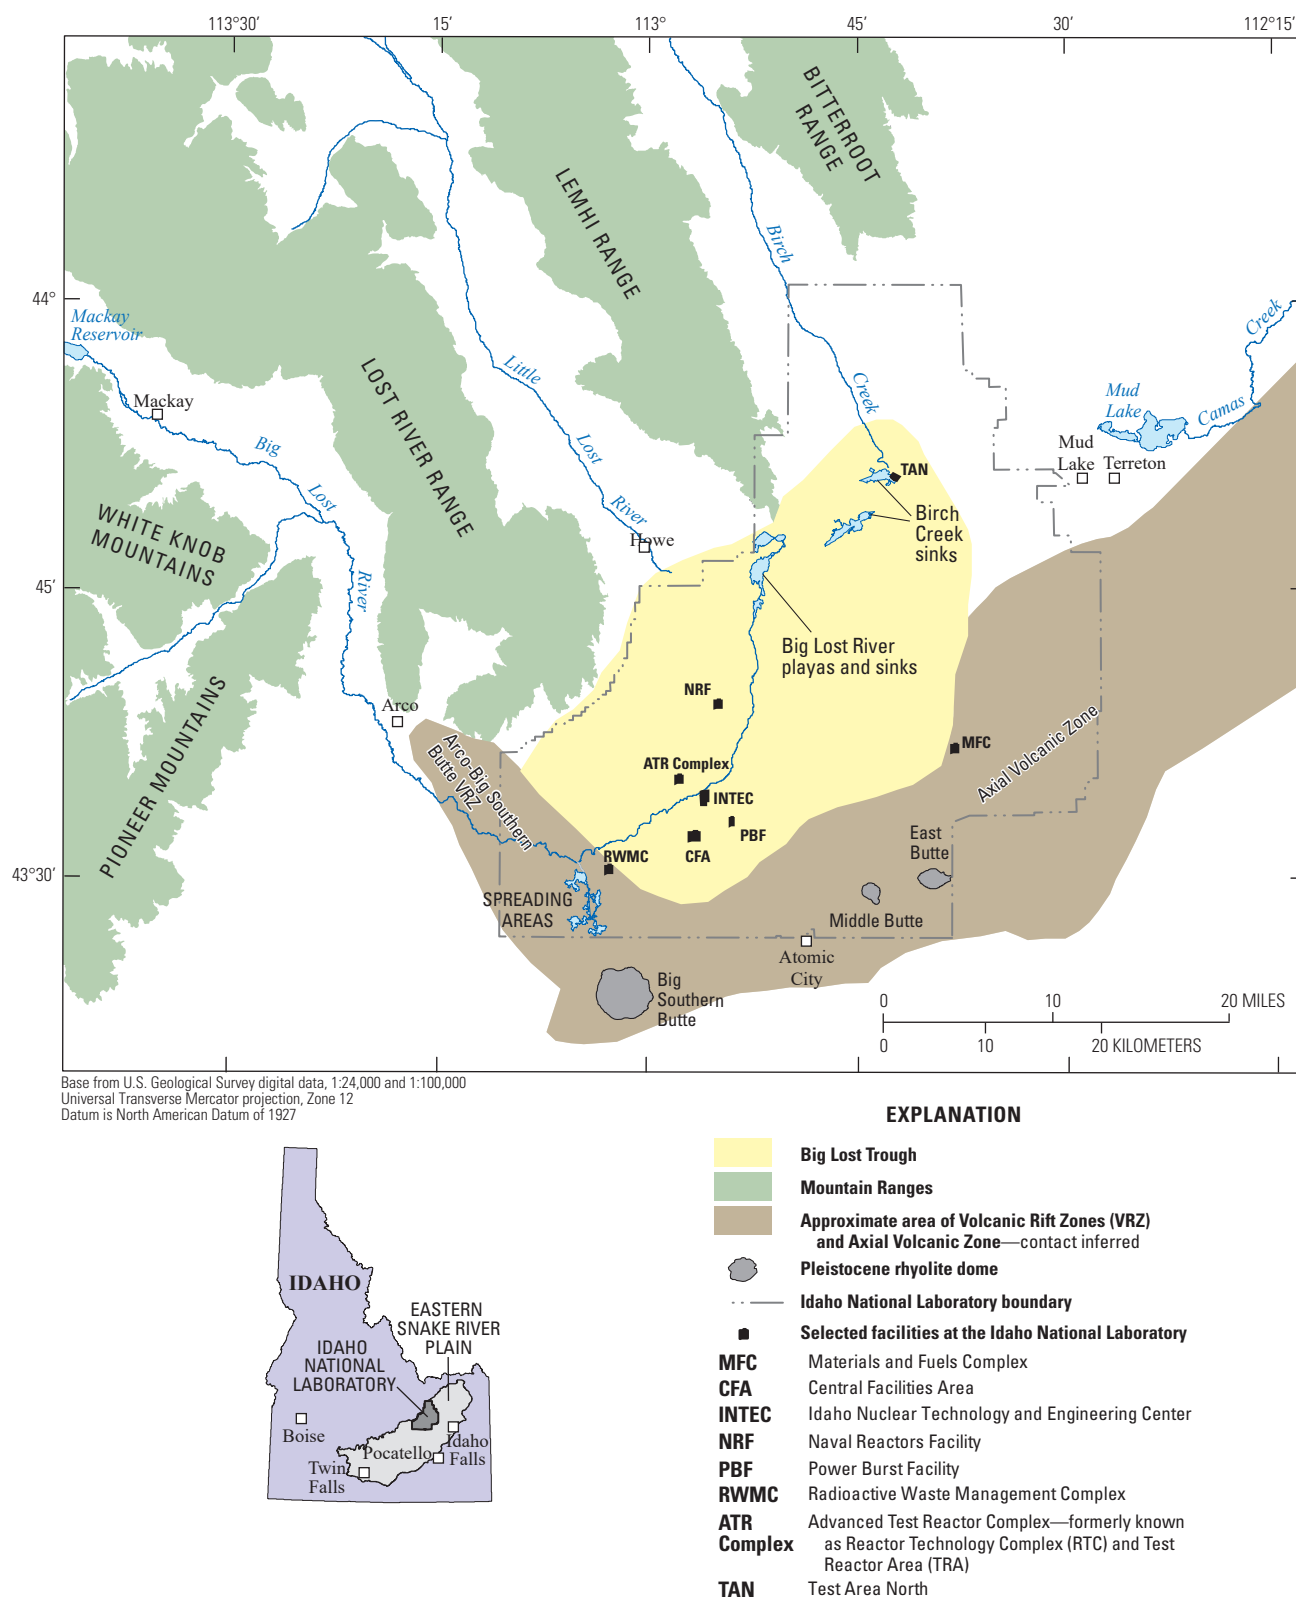 113°30'
15'
113°
45'
30'
112°15'
BITTERROOT
RANGE
LEMHI RANGE
Birch
Creek
44°
Mackay
Reservoir
Creek
Camas
Mud
Lake
LOST RIVER RANGE
Little
Lost
River
Mackay
Big
Lost
River
Mud
Lake
Terreton
TAN
WHITE KNOB
MOUNTAINS
Birch
Creek
sinks
Howe
45'
Big Lost River
playas and sinks
PIONEER MOUNTAINS
NRF
Arco
Arco-Big Southern
Butte VRZ
MFC
Axial Volcanic Zone
ATR Complex
INTEC
PBF
East
Butte
RWMC
CFA
43°30'
SPREADING
AREAS
Middle Butte
Atomic
City
Big
Southern
Butte
0
10
20 MILES
0
10
20 KILOMETERS
Base from U.S. Geological Survey digital data, 1:24,000 and 1:100,000
Universal Transverse Mercator projection, Zone 12
Datum is North American Datum of 1927
EXPLANATION
Big Lost Trough
Mountain Ranges
Approximate area of Volcanic Rift Zones (VRZ)
and Axial Volcanic Zone—contact inferred
Pleistocene rhyolite dome
Idaho National Laboratory boundary
Selected facilities at the Idaho National Laboratory
MFC Materials and Fuels Complex
CFA Central Facilities Area
INTEC Idaho Nuclear Technology and Engineering Center
NRF Naval Reactors Facility
PBF Power Burst Facility
RWMC Radioactive Waste Management Complex
ATR Advanced Test Reactor Complex—formerly known
Complex as Reactor Technology Complex (RTC) and Test
Reactor Area (TRA)
TAN Test Area North
IDAHO
EASTERN
SNAKE RIVER
PLAIN
IDAHO
NATIONAL
LABORATORY
Boise
Pocatello
Idaho
Falls
Twin
Falls